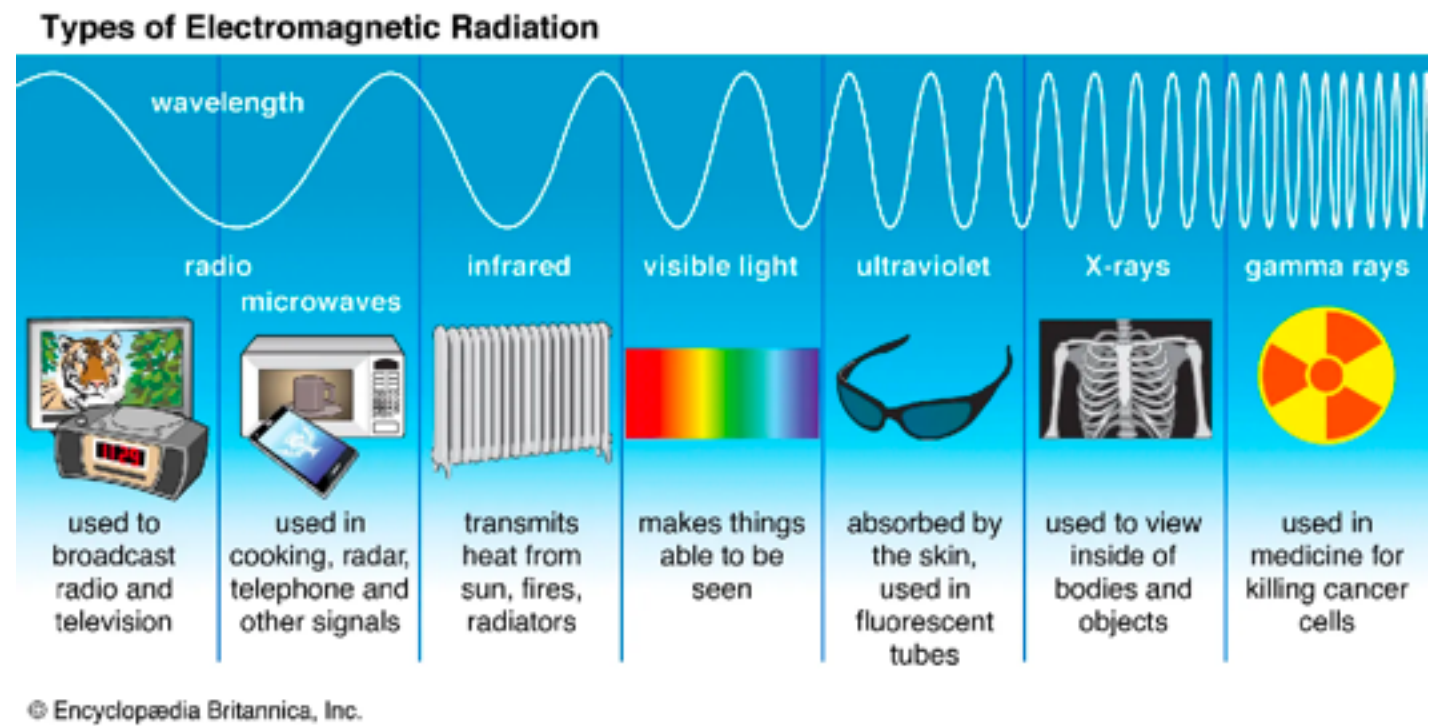 Types of Electromagnetic Radiation
wavelength
radio
microwaves
infrared
visible light
ultraviolet
X-rays
gamma rays
11:29
used to
broadcast
radio and
television
used in
cooking, radar,
telephone and
other signals
transmits
heat from
sun, fires,
radiators
makes things
able to be
seen
absorbed by
the skin,
used in
fluorescent
tubes
used to view
inside of
bodies and
objects
used in
medicine for
killing cancer
cells
© Encyclopædia Britannica, Inc.